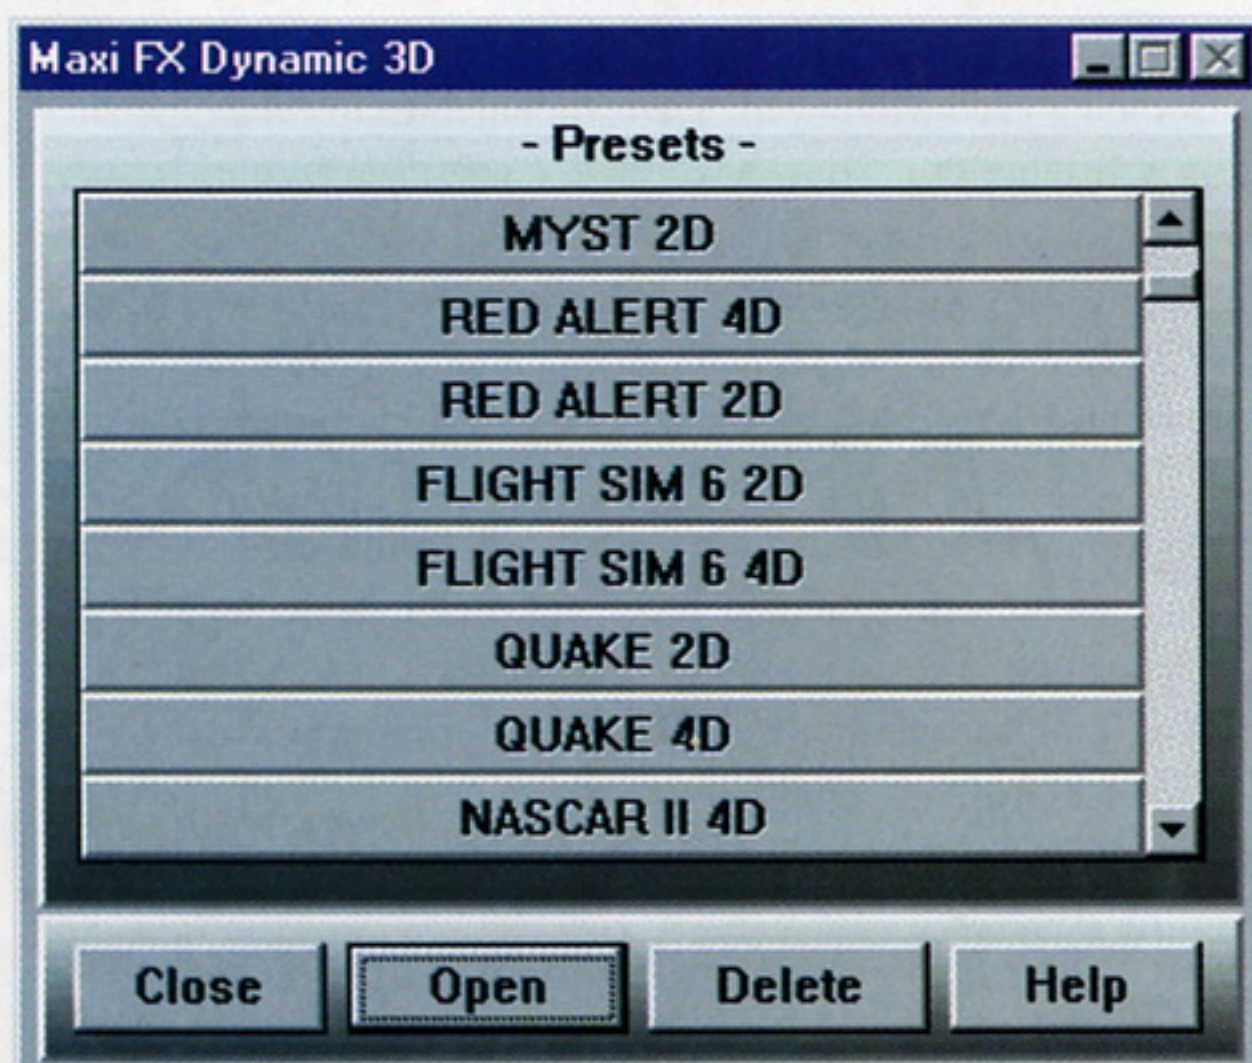 Maxi FX Dynamic 3D
- Presets -
MYST 2D
RED ALERT 4D
RED ALERT 2D
FLIGHT SIM 6 2D
FLIGHT SIM 6 4D
QUAKE 2D
QUAKE 4D
NASCAR II 4D
Close Open Delete Help